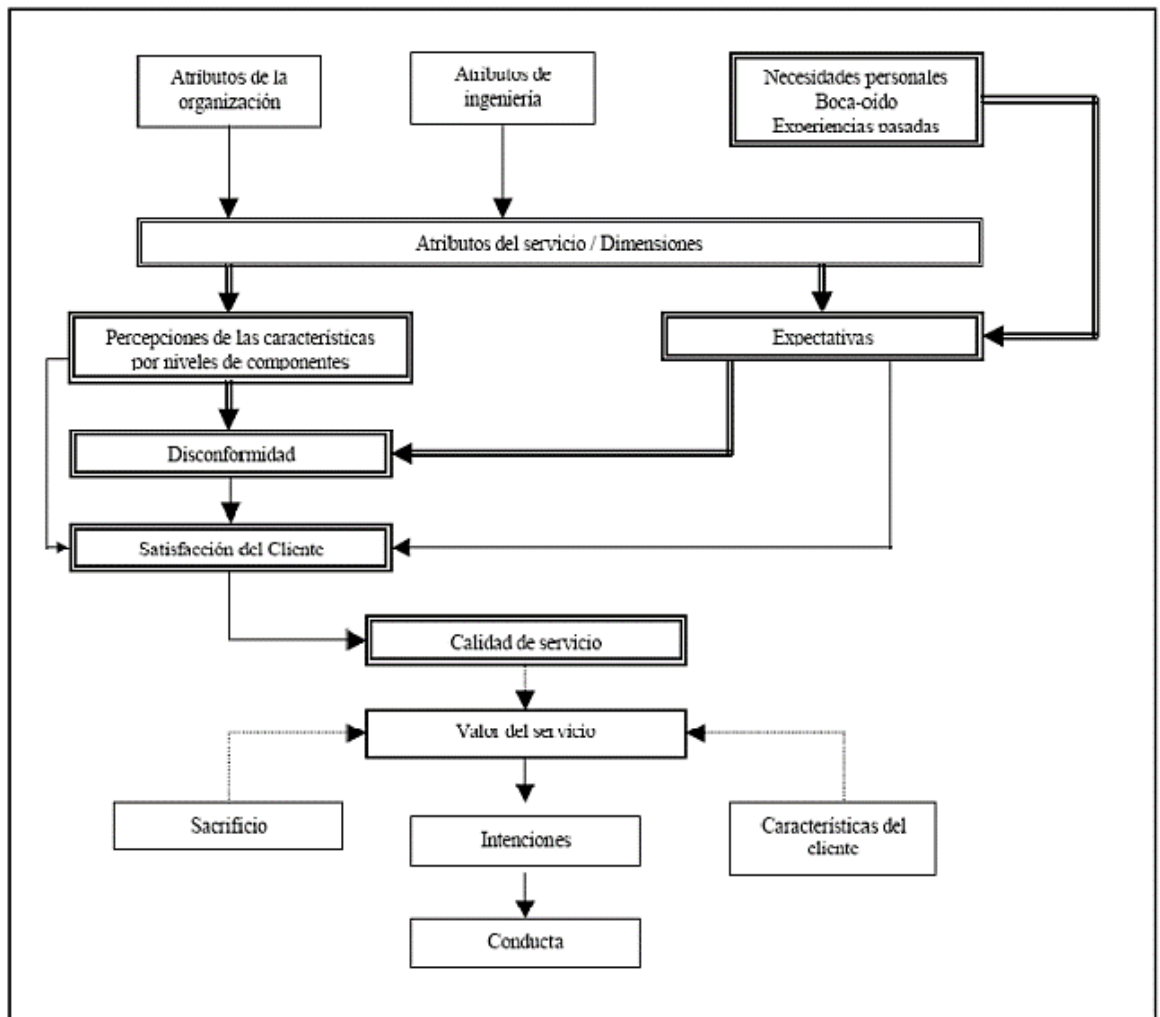 Atributos de la
organización
Atributos de
ingeniería
Necesidades personales
Boca-oído
Experiencias pasadas
Atributos del servicio / Dimensiones
Percepciones de las características
por niveles de componentes
Expectativas
Disconformidad
Satisfacción del Cliente
Calidad de servicio
Valor del servicio
Sacrificio
Intenciones
Características del
cliente
Conducta